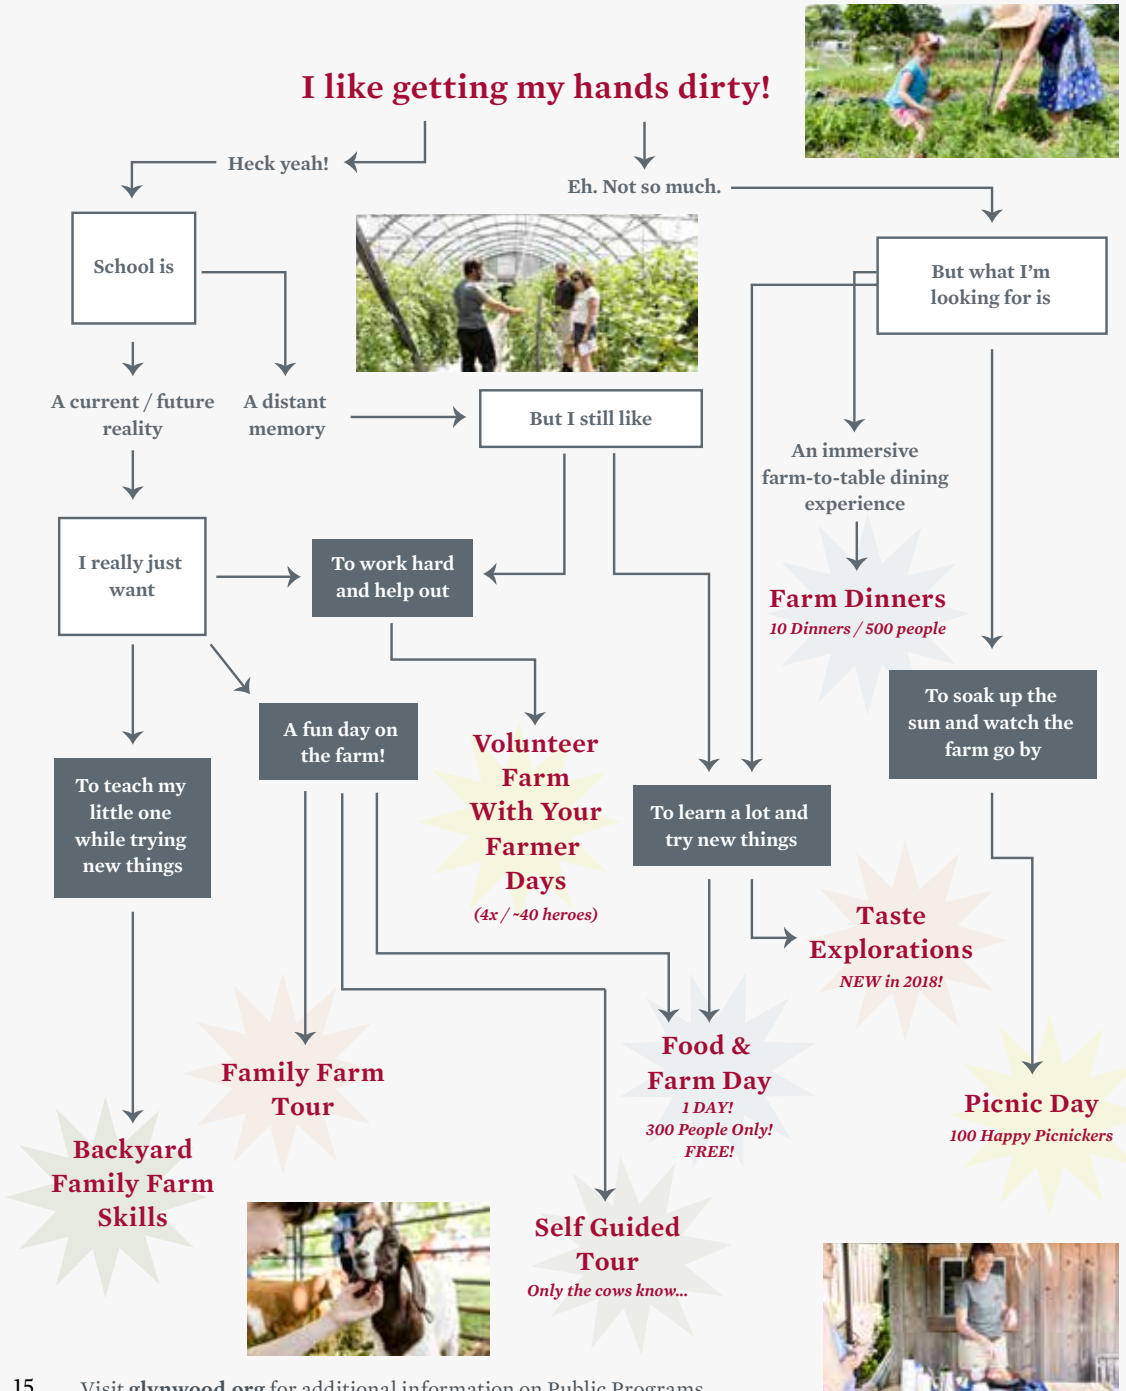 I like getting my hands dirty!
Heck yeah!
Eh. Not so much.
School is
But what I'm
looking for is
A current / future
reality
A distant
memory
But I still like
An immersive
farm-to-table dining
experience
I really just
want
To work hard
and help out
Farm Dinners
10 Dinners / 500 people
To soak up the
sun and watch the
farm go by
A fun day on
the farm!
Volunteer
Farm
With Your
Farmer
Days
(4x / ~40 heroes)
To teach my
little one
while trying
new things
To learn a lot and
try new things
Taste
Explorations
NEW in 2018!
Family Farm
Tour
Food &
Farm Day
1 DAY!
300 People Only!
FREE!
Picnic Day
100 Happy Picnickers
Backyard
Family Farm
Skills
Self Guided
Tour
Only the cows know...
15
Visit glynwood.org for additional information on Public Programs